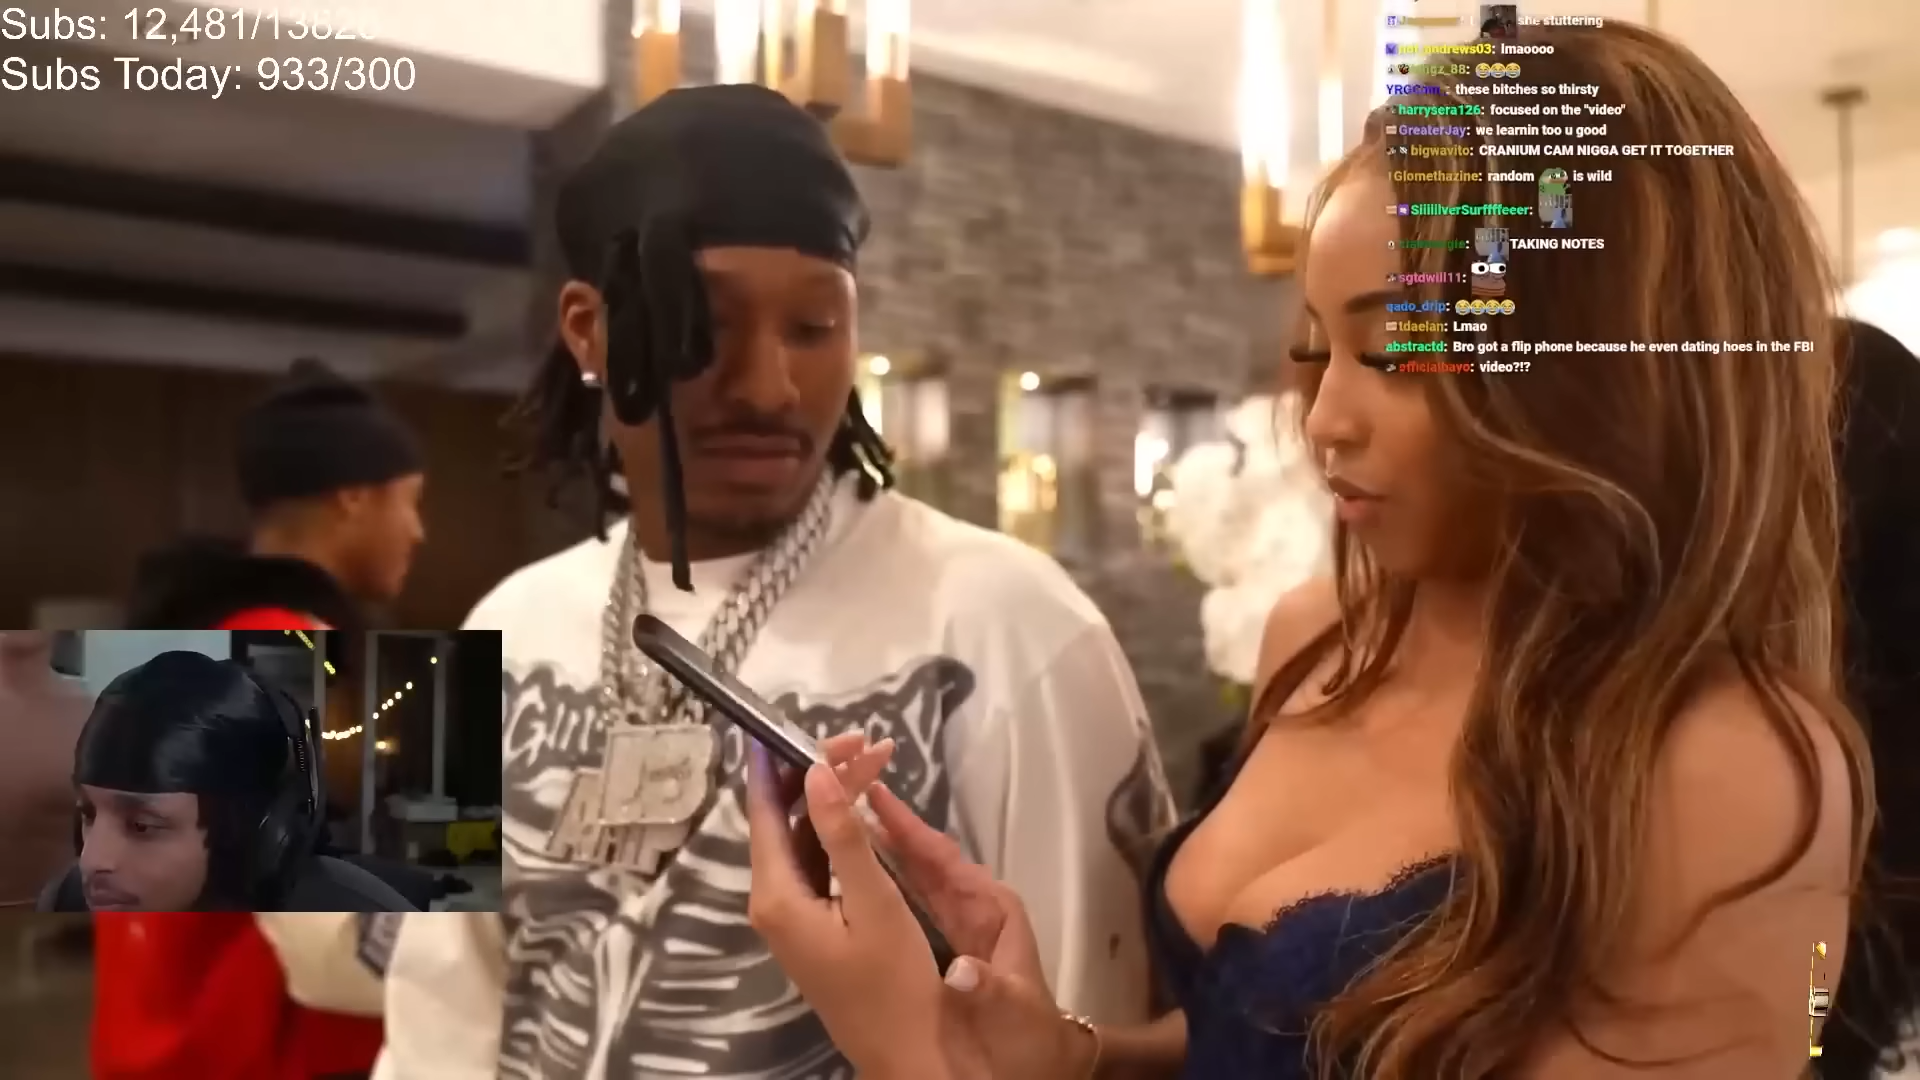 Subs: 12,481/13826
Subs Today: 933/300
she stuttering
andrews03: lmaoooo
gz_88:
these bitches so thirsty
harrysera126: focused on the "video"
GreaterJay: we learnin too u good
bigwavito: CRANIUM CAM NIGGA GET IT TOGETHER
Glomethazine: random is wild
SiiiiilverSurffffeeer:
TAKING NOTES
sgtdwill11:
qado_drip:
tdaelan: Lmao
abstractd: Bro got a flip phone because he even dating hoes in the FBI
officialbayo: video?!?